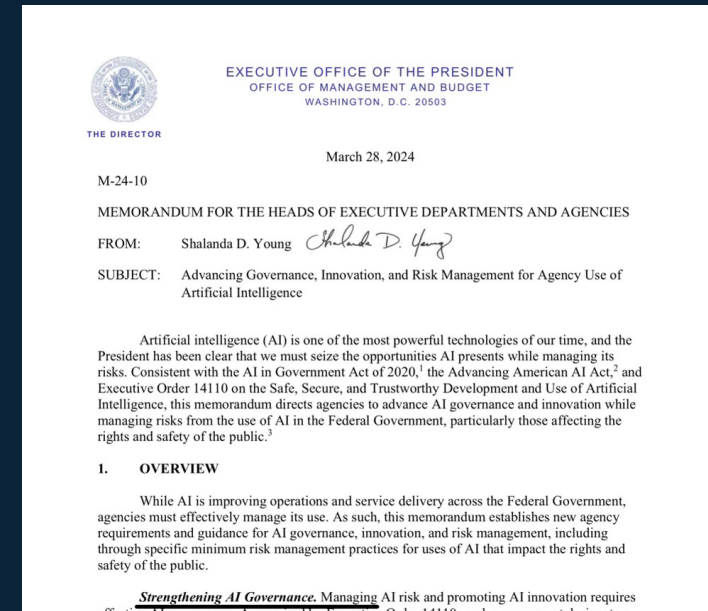 EXECUTIVE OFFICE OF THE PRESIDENT
OFFICE OF MANAGEMENT AND BUDGET
WASHINGTON, D.C. 20503
THE DIRECTOR
March 28, 2024
M-24-10
MEMORANDUM FOR THE HEADS OF EXECUTIVE DEPARTMENTS AND AGENCIES
FROM: Shalanda D. Young Shalanda D. Young
SUBJECT: Advancing Governance, Innovation, and Risk Management for Agency Use of
Artificial Intelligence
Artificial intelligence (AI) is one of the most powerful technologies of our time, and the
President has been clear that we must seize the opportunities AI presents while managing its
risks. Consistent with the AI in Government Act of 2020,¹ the Advancing American AI Act,² and
Executive Order 14110 on the Safe, Secure, and Trustworthy Development and Use of Artificial
Intelligence, this memorandum directs agencies to advance AI governance and innovation while
managing risks from the use of AI in the Federal Government, particularly those affecting the
rights and safety of the public.³
1. OVERVIEW
While AI is improving operations and service delivery across the Federal Government,
agencies must effectively manage its use. As such, this memorandum establishes new agency
requirements and guidance for AI governance, innovation, and risk management, including
through specific minimum risk management practices for uses of AI that impact the rights and
safety of the public.
Strengthening AI Governance. Managing AI risk and promoting AI innovation requires